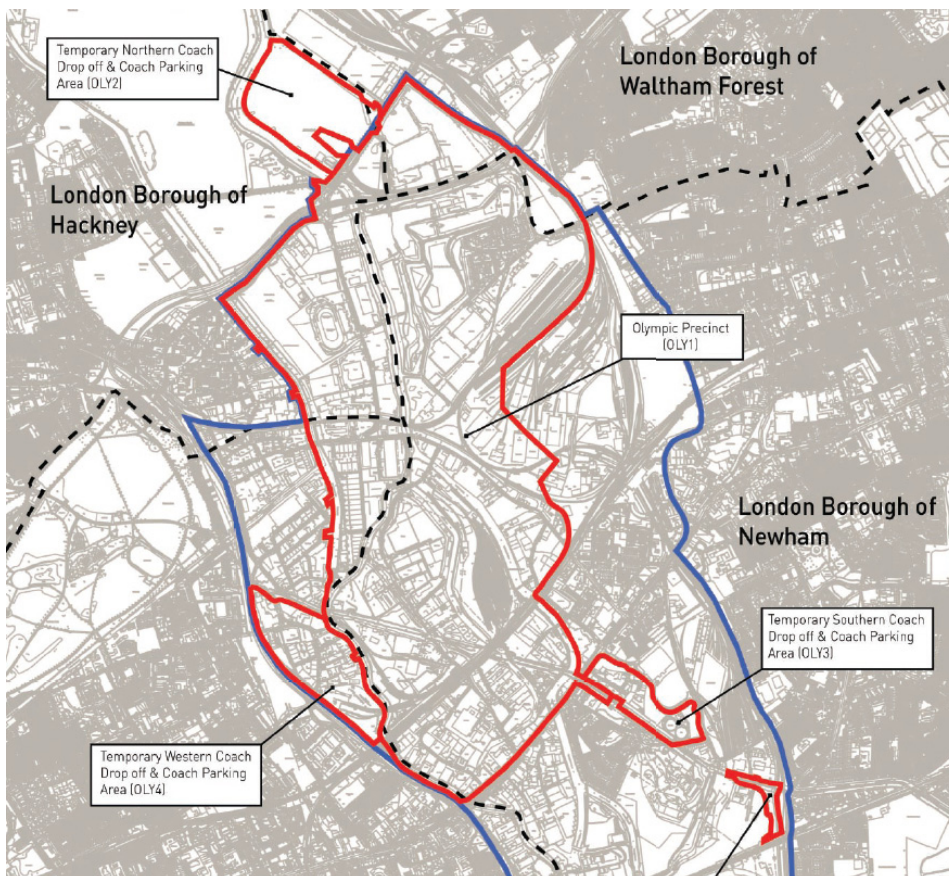 Temporary Northern Coach
Drop off & Coach Parking
Area (OLY2)
London Borough of
Waltham Forest
London Borough of
Hackney
Olympic Precinct
(OLY1)
London Borough of
Newham
Temporary Southern Coach
Drop off & Coach Parking
Area (OLY3)
Temporary Western Coach
Drop off & Coach Parking
Area (OLY4)